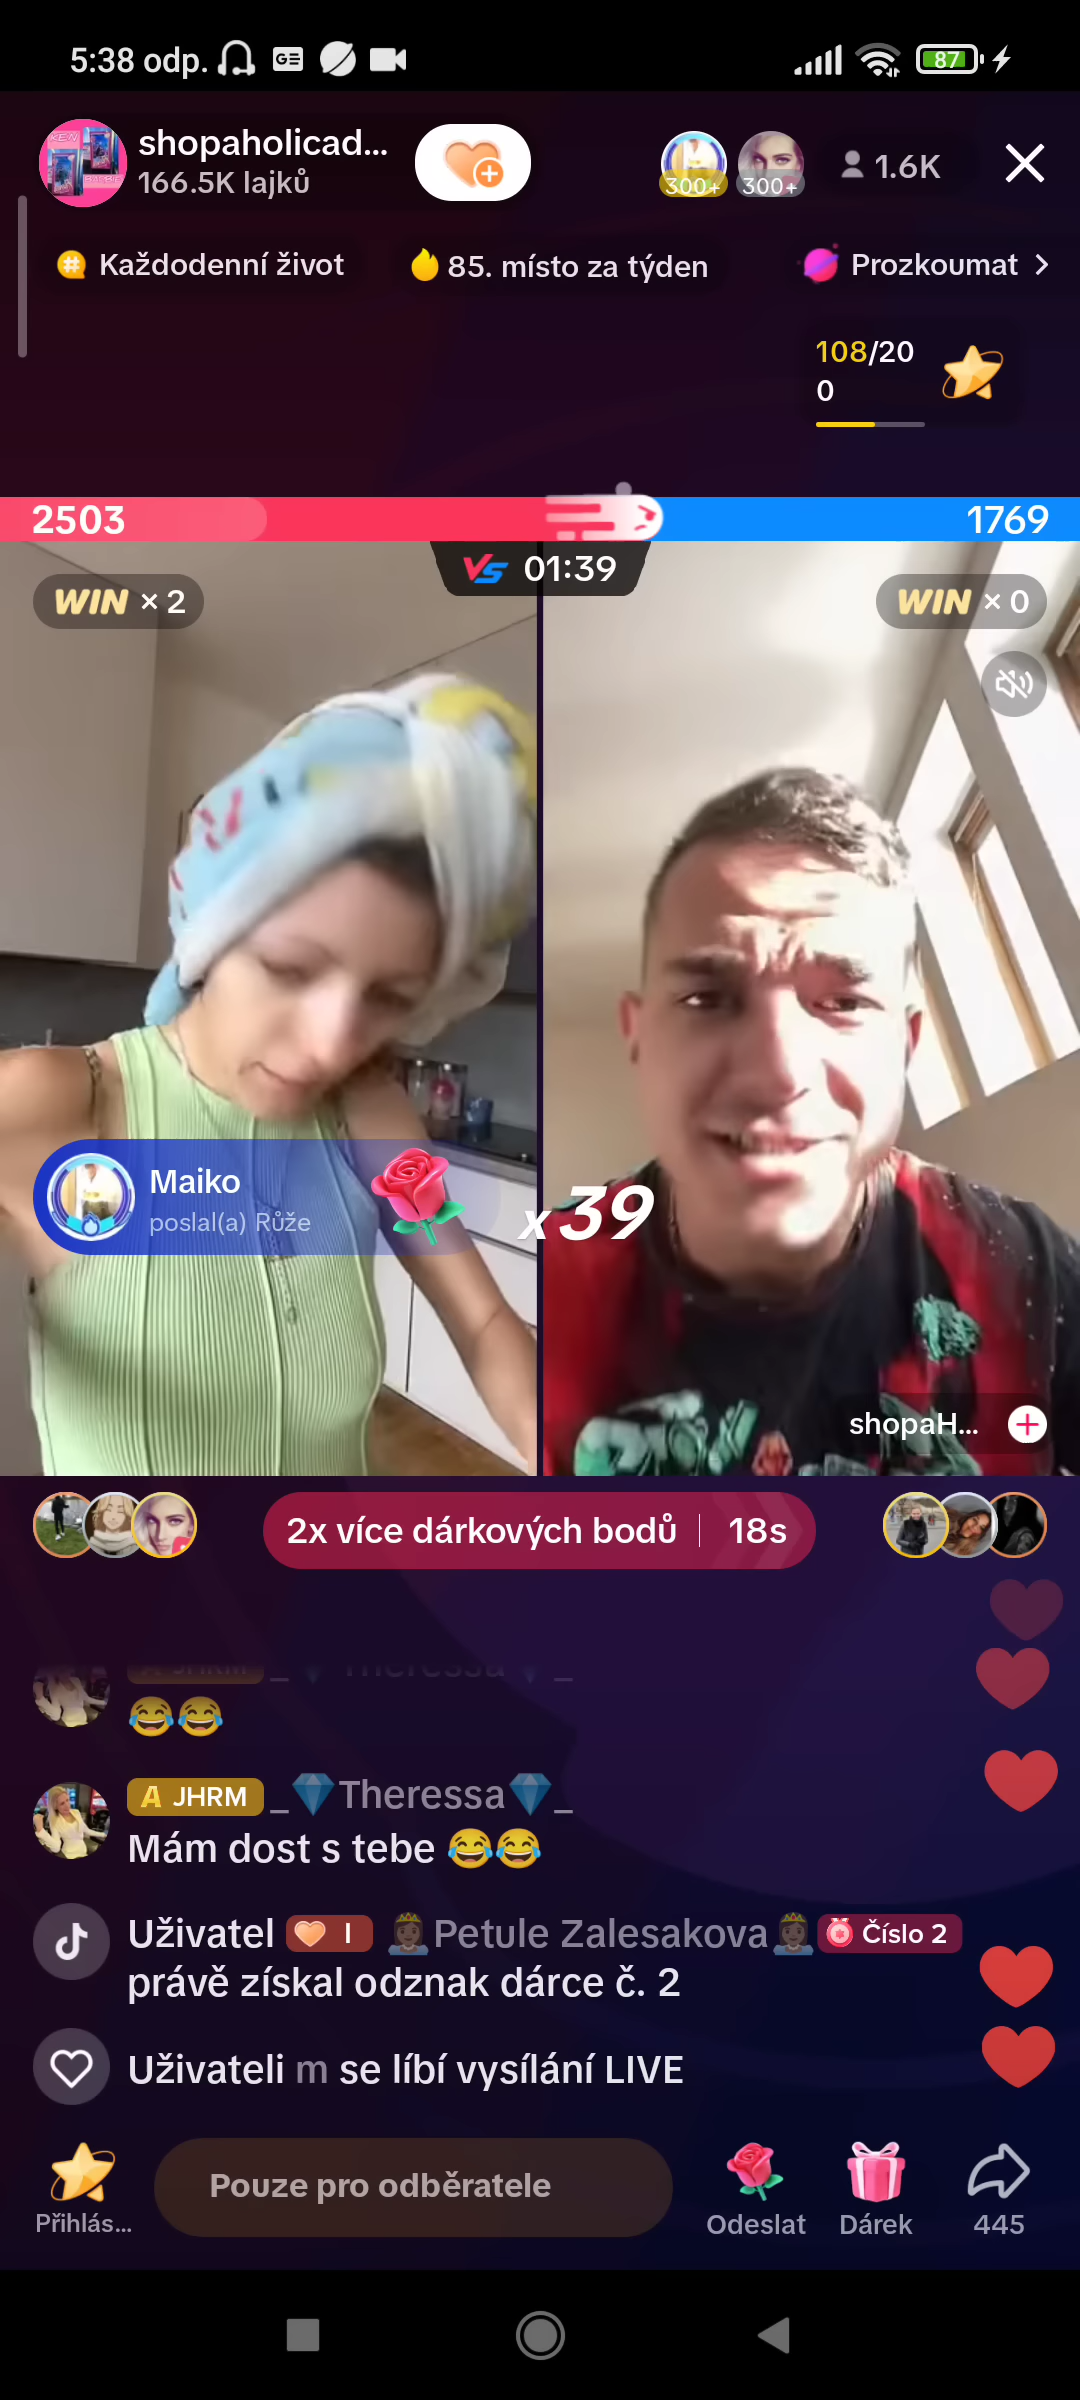 5:38 odp.
87
shopaholicad...
166.5K lajků
300+
300+
1.6K
Každodenní život
85. místo za týden
Prozkoumat
108/20
0
2503
1769
VS 01:39
WIN × 2
WIN × 0
Maiko
poslal(a) Růže
x39
shopaH...
2x více dárkových bodů | 18s
A JHRM _💎Theressa💎_
😂😂
A JHRM _💎Theressa💎_
Mám dost s tebe 😂😂
Uživatel 🧡 I 👸🏿Petule Zalesakova👸🏿 Číslo 2
právě získal odznak dárce č. 2
Uživateli m se líbí vysílání LIVE
Přihlás...
Pouze pro odběratele
Odeslat
Dárek
445